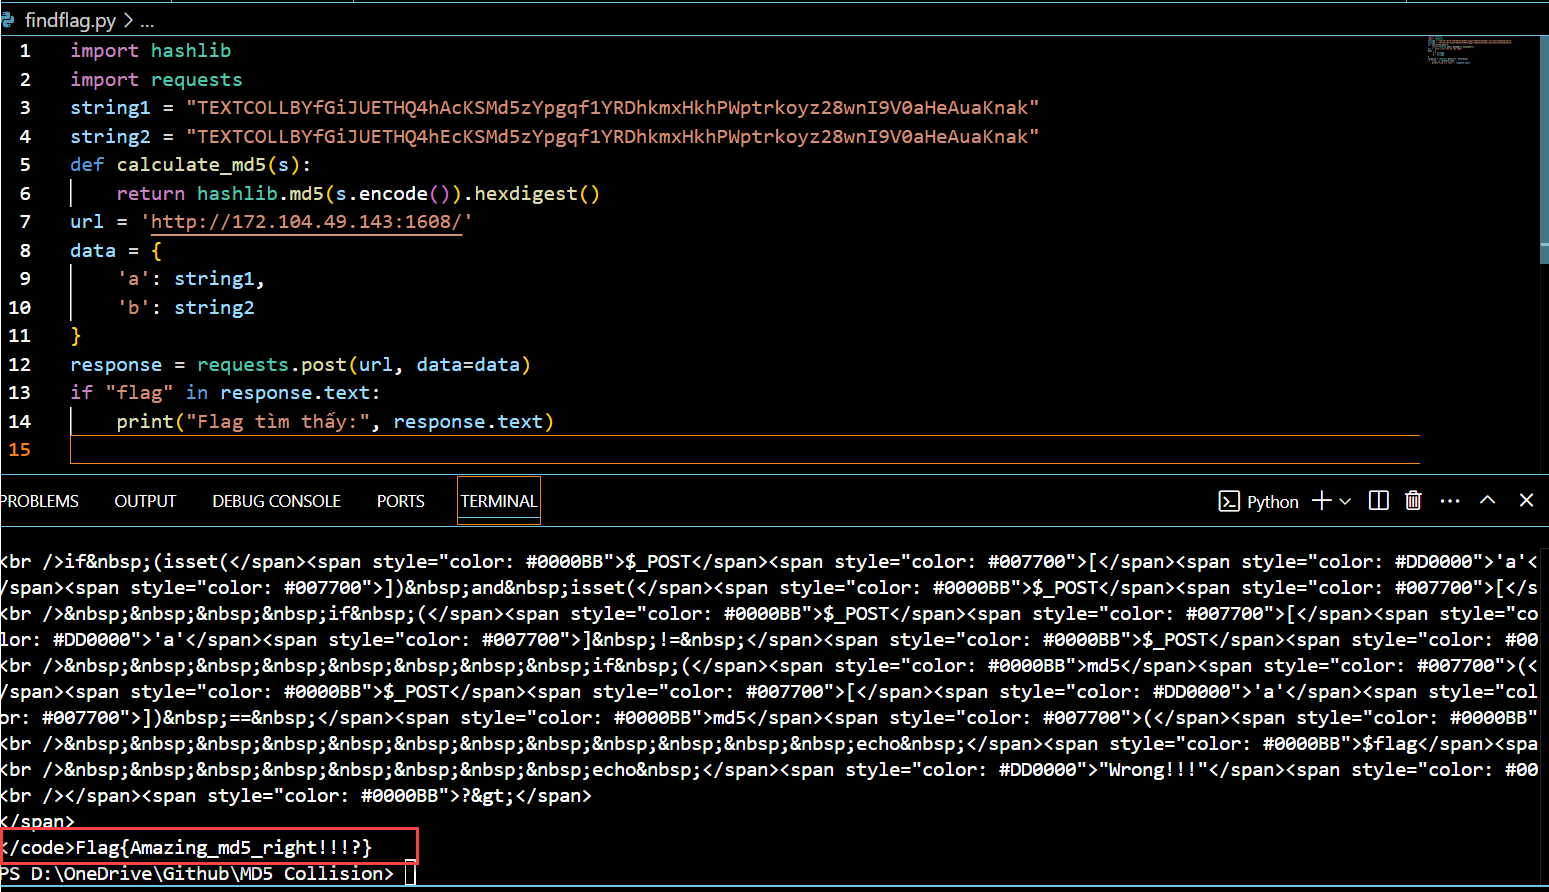 findflag.py > ...
1 import hashlib
2 import requests
3 string1 = "TEXTCOLLBYfGiJUETHQ4hAcKSMd5zYpgqf1YRDhkmxHkhPWptrkoyz28wnI9V0aHeAuaKnak"
4 string2 = "TEXTCOLLBYfGiJUETHQ4hEcKSMd5zYpgqf1YRDhkmxHkhPWptrkoyz28wnI9V0aHeAuaKnak"
5 def calculate_md5(s):
6     return hashlib.md5(s.encode()).hexdigest()
7 url = 'http://172.104.49.143:1608/'
8 data = {
9     'a': string1,
10     'b': string2
11 }
12 response = requests.post(url, data=data)
13 if "flag" in response.text:
14     print("Flag tìm thấy:", response.text)
15
PROBLEMS OUTPUT DEBUG CONSOLE PORTS TERMINAL Python
<br />if&nbsp;(isset(</span><span style="color: #0000BB">$_POST</span><span style="color: #007700">[</span><span style="color: #DD0000">'a'<
/span><span style="color: #007700">])&nbsp;and&nbsp;isset(</span><span style="color: #0000BB">$_POST</span><span style="color: #007700">[</s
<br />&nbsp;&nbsp;&nbsp;&nbsp;if&nbsp;(</span><span style="color: #0000BB">$_POST</span><span style="color: #007700">[</span><span style="co
lor: #DD0000">'a'</span><span style="color: #007700">]&nbsp;!=&nbsp;</span><span style="color: #0000BB">$_POST</span><span style="color: #00
<br />&nbsp;&nbsp;&nbsp;&nbsp;&nbsp;&nbsp;&nbsp;&nbsp;if&nbsp;(</span><span style="color: #0000BB">md5</span><span style="color: #007700">(<
/span><span style="color: #0000BB">$_POST</span><span style="color: #007700">[</span><span style="color: #DD0000">'a'</span><span style="col
or: #007700">])&nbsp;==&nbsp;</span><span style="color: #0000BB">md5</span><span style="color: #007700">(</span><span style="color: #0000BB"
<br />&nbsp;&nbsp;&nbsp;&nbsp;&nbsp;&nbsp;&nbsp;&nbsp;&nbsp;&nbsp;&nbsp;&nbsp;echo&nbsp;</span><span style="color: #0000BB">$flag</span><spa
<br />&nbsp;&nbsp;&nbsp;&nbsp;&nbsp;&nbsp;&nbsp;&nbsp;echo&nbsp;</span><span style="color: #DD0000">"Wrong!!!"</span><span style="color: #00
<br /></span><span style="color: #0000BB">?&gt;</span>
</span>
</code>Flag{Amazing_md5_right!!!?}
PS D:\OneDrive\Github\MD5 Collision>